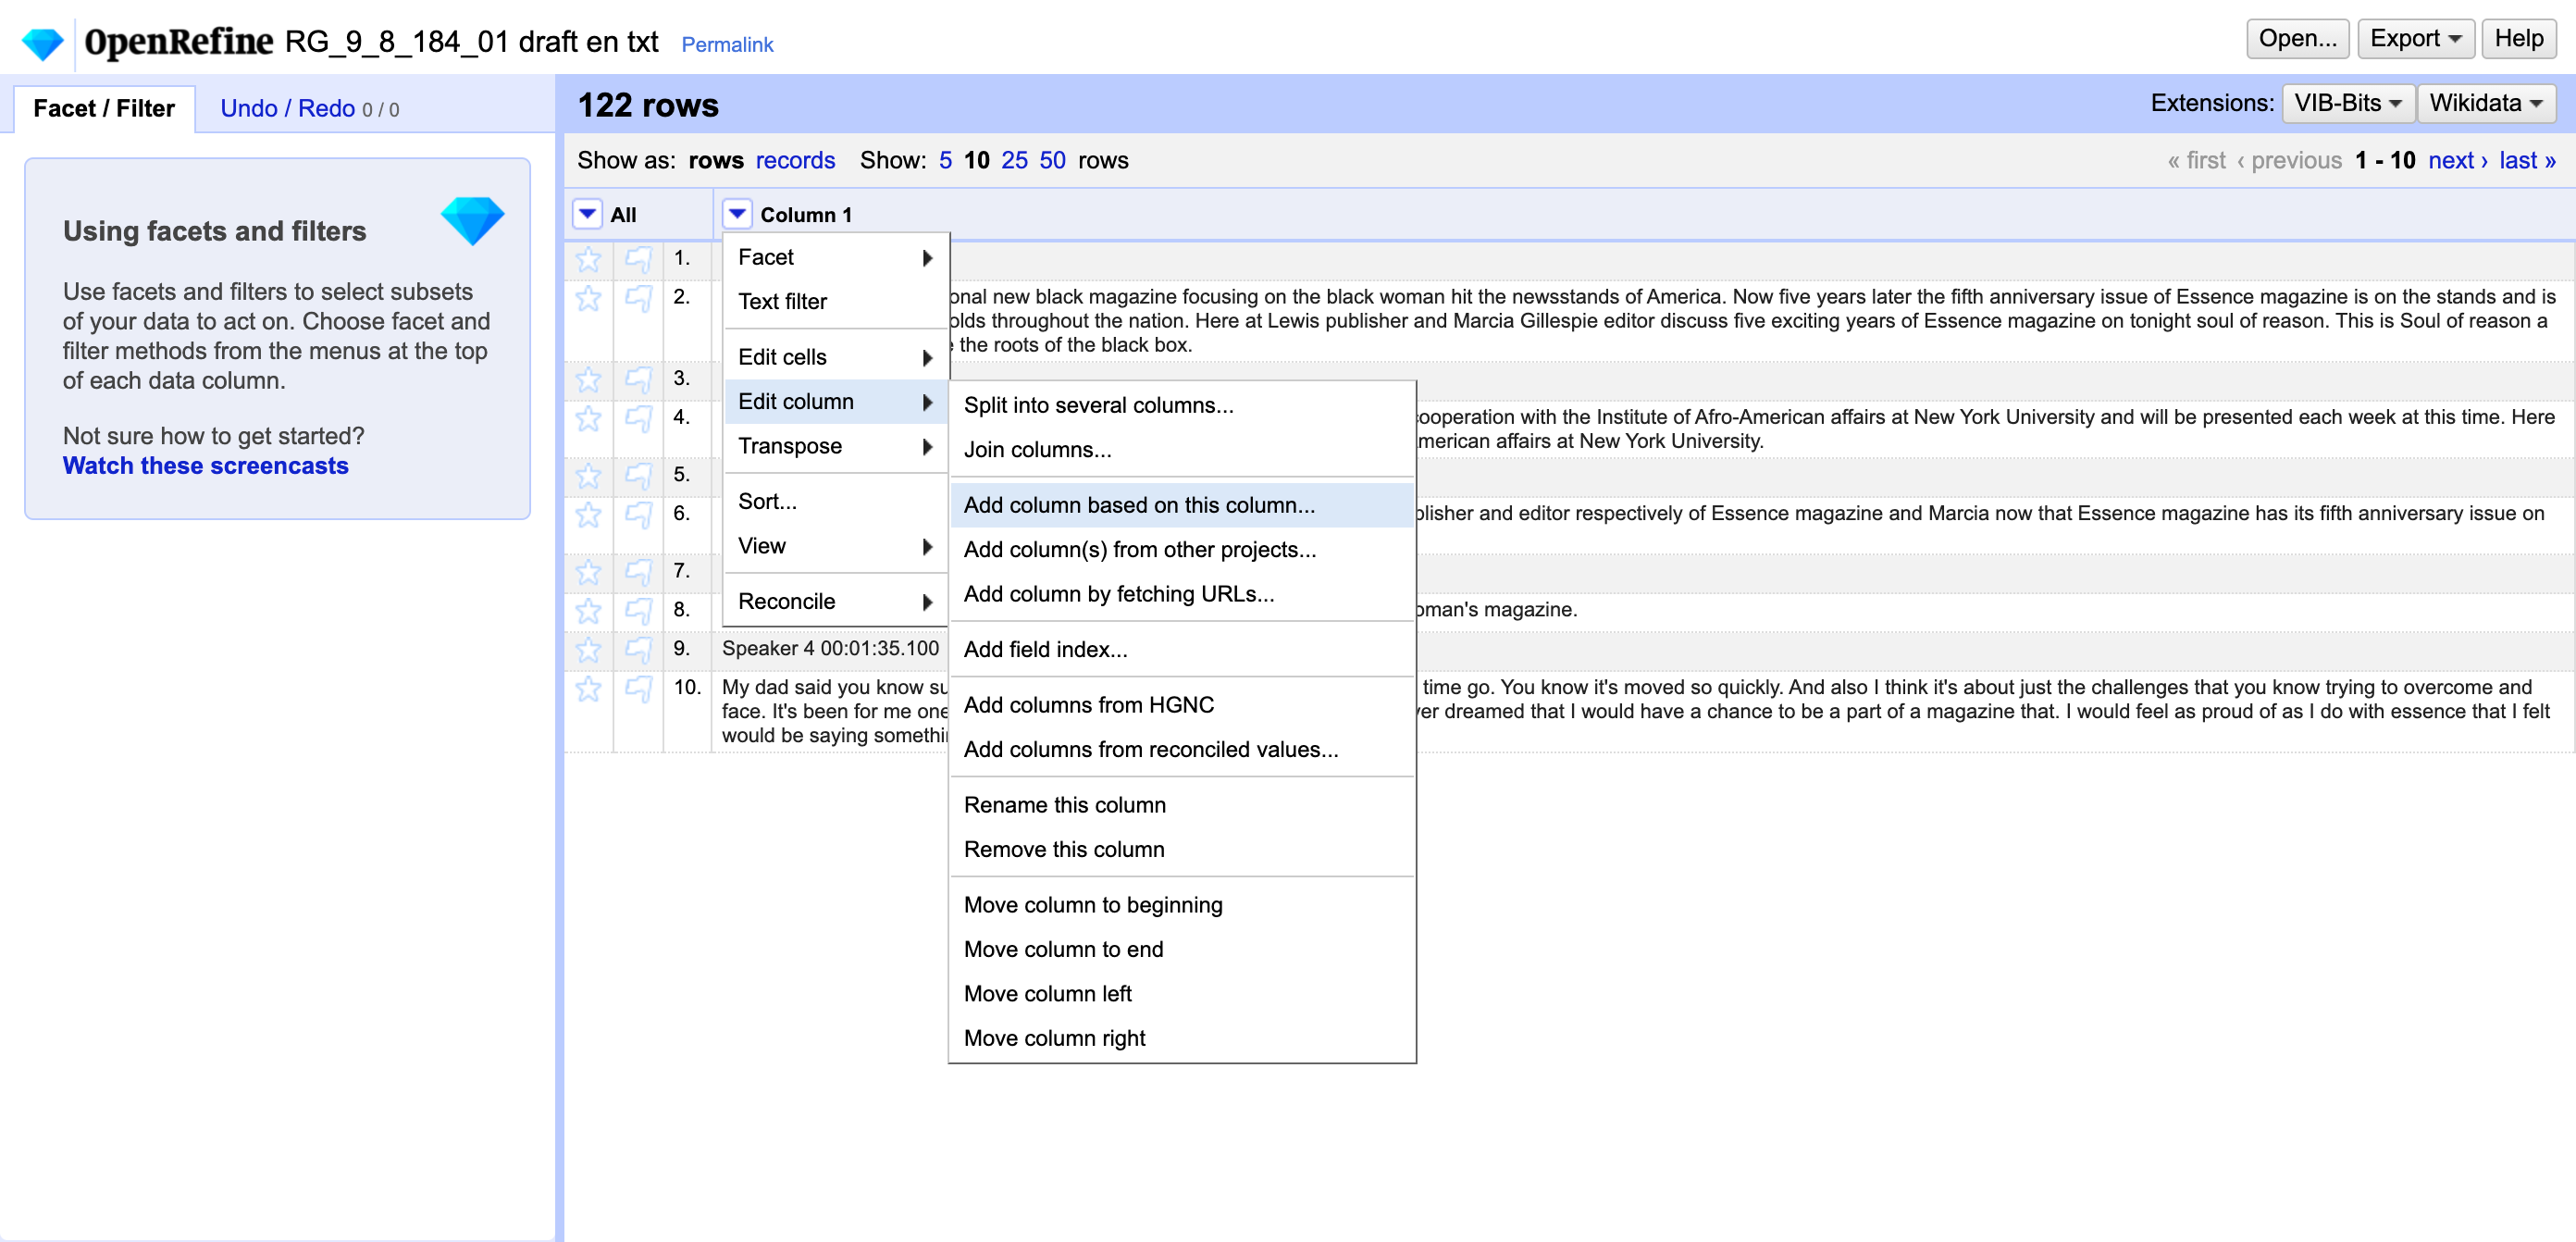 OpenRefine RG_9_8_184_01 draft en txt Permalink
Open... Export Help
Facet / Filter Undo / Redo 0 / 0
122 rows
Extensions: VIB-Bits Wikidata
Show as: rows records Show: 5 10 25 50 rows
« first ‹ previous 1 - 10 next › last »
Using facets and filters
Use facets and filters to select subsets
of your data to act on. Choose facet and
filter methods from the menus at the top
of each data column.
Not sure how to get started?
Watch these screencasts
All Column 1
Facet
Text filter
Edit cells
Edit column
Transpose
Sort...
View
Reconcile
Split into several columns...
Join columns...
Add column based on this column...
Add column(s) from other projects...
Add column by fetching URLs...
Add field index...
Add columns from HGNC
Add columns from reconciled values...
Rename this column
Remove this column
Move column to beginning
Move column to end
Move column left
Move column right
1.
2. onal new black magazine focusing on the black woman hit the newsstands of America. Now five years later the fifth anniversary issue of Essence magazine is on the stands and is
olds throughout the nation. Here at Lewis publisher and Marcia Gillespie editor discuss five exciting years of Essence magazine on tonight soul of reason. This is Soul of reason a
the roots of the black box.
3.
4. cooperation with the Institute of Afro-American affairs at New York University and will be presented each week at this time. Here
merican affairs at New York University.
5.
6. blisher and editor respectively of Essence magazine and Marcia now that Essence magazine has its fifth anniversary issue on
7.
8. oman's magazine.
9. Speaker 4 00:01:35.100
10. My dad said you know su time go. You know it's moved so quickly. And also I think it's about just the challenges that you know trying to overcome and
face. It's been for me one er dreamed that I would have a chance to be a part of a magazine that. I would feel as proud of as I do with essence that I felt
would be saying somethi